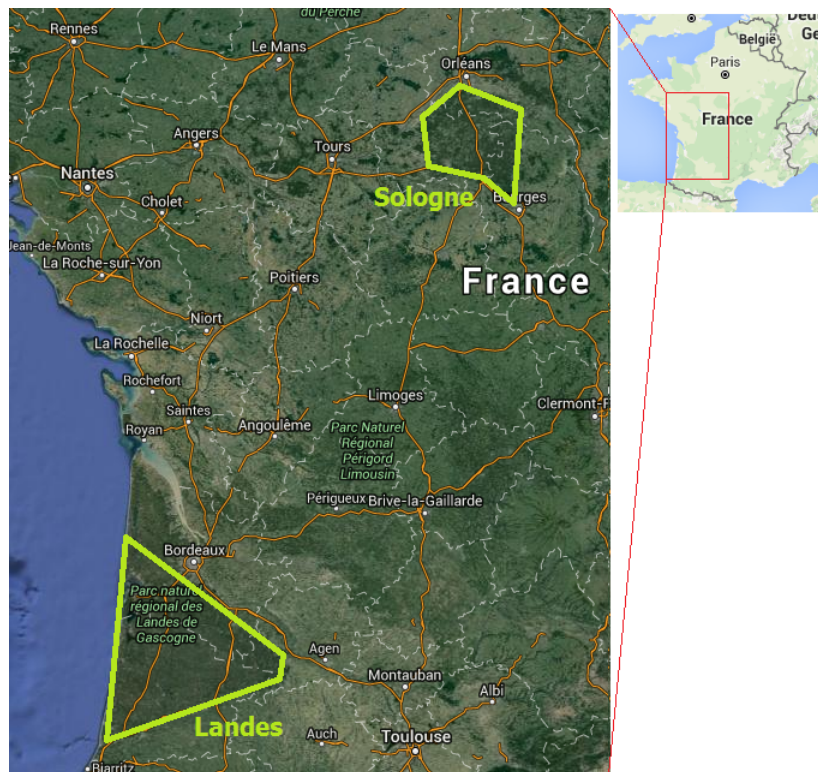 du Perche
Rennes
Le Mans
Orléans
Angers
Tours
Nantes
Sologne
Cholet
Bourges
Jean-de-Monts
La Roche-sur-Yon
Poitiers
France
Niort
La Rochelle
Rochefort
Limoges
Saintes
Clermont-F
Royan
Angoulême
Parc Naturel
Régional
Périgord
Limousin
Périgueux
Brive-la-Gaillarde
Bordeaux
Parc naturel
régional des
Landes de
Gascogne
Agen
Montauban
Albi
Landes
Auch
Toulouse
Biarritz
België
Paris
France